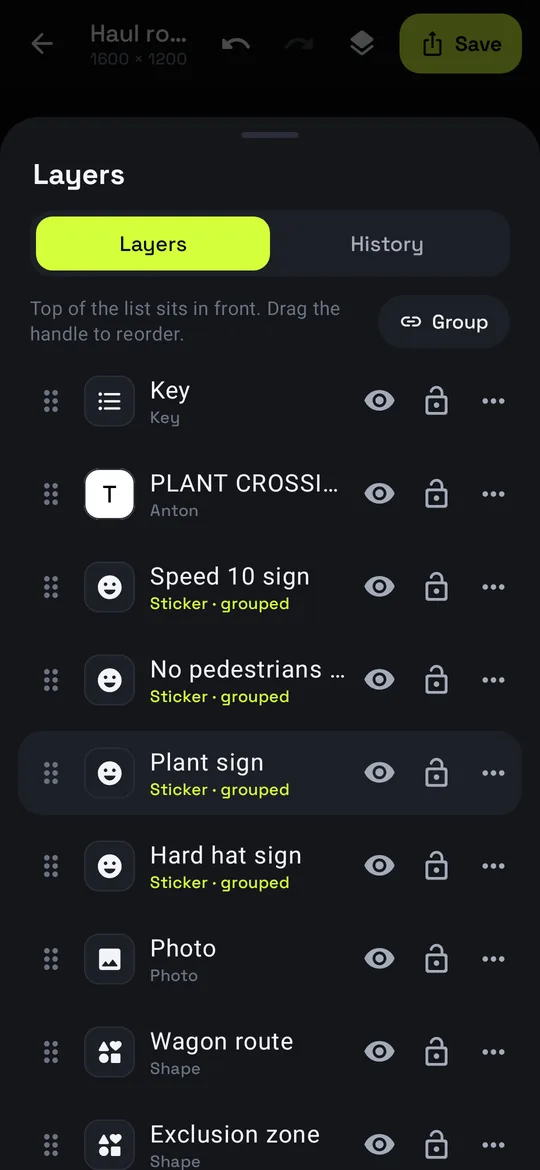 Haul ro...
1600 × 1200
Save
Layers
Layers
History
Top of the list sits in front. Drag the
handle to reorder.
Group
Key
Key
T
PLANT CROSSI...
Anton
Speed 10 sign
Sticker · grouped
No pedestrians ...
Sticker · grouped
Plant sign
Sticker · grouped
Hard hat sign
Sticker · grouped
Photo
Photo
Wagon route
Shape
Exclusion zone
Shape